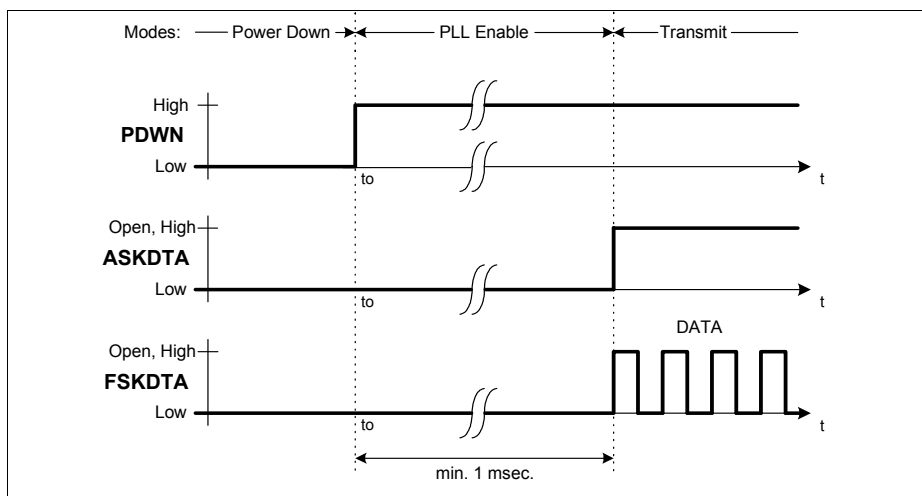 Modes: Power Down PLL Enable Transmit
High
PDWN
Low
to t
Open, High
ASKDTA
Low
to t
DATA
Open, High
FSKDTA
Low
to t
min. 1 msec.